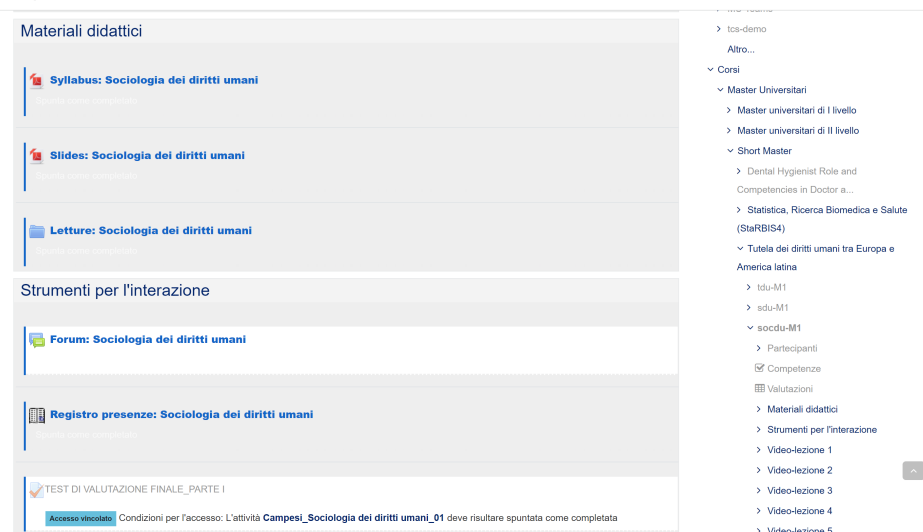 Materiali didattici
Syllabus: Sociologia dei diritti umani
Slides: Sociologia dei diritti umani
Letture: Sociologia dei diritti umani
Strumenti per l'interazione
Forum: Sociologia dei diritti umani
Registro presenze: Sociologia dei diritti umani
TEST DI VALUTAZIONE FINALE_PARTE I
Accesso vincolato Condizioni per l'accesso: L'attività Campesi_Sociologia dei diritti umani_01 deve risultare spuntata come completata
tcs-demo
Altro...
Corsi
Master Universitari
Master universitari di I livello
Master universitari di II livello
Short Master
Dental Hygienist Role and
Competencies in Doctor a...
Statistica, Ricerca Biomedica e Salute
(StaRBIS4)
Tutela dei diritti umani tra Europa e
America latina
tdu-M1
sdu-M1
socdu-M1
Partecipanti
Competenze
Valutazioni
Materiali didattici
Strumenti per l'interazione
Video-lezione 1
Video-lezione 2
Video-lezione 3
Video-lezione 4
Video-lezione 5